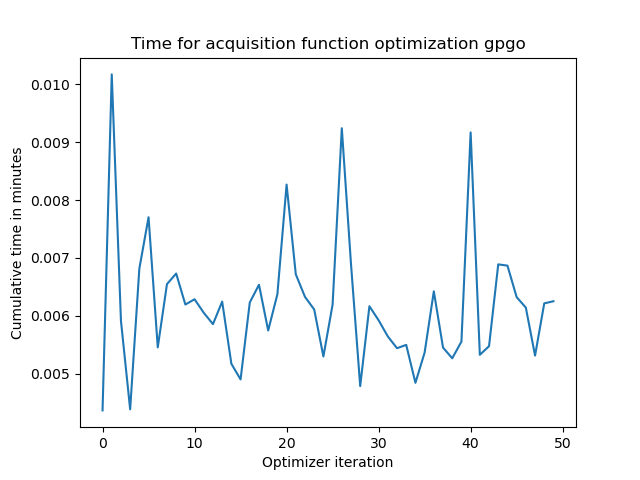 Time for acquisition function optimization gpgo
Cumulative time in minutes
0.010
0.009
0.008
0.007
0.006
0.005
0 10 20 30 40 50
Optimizer iteration